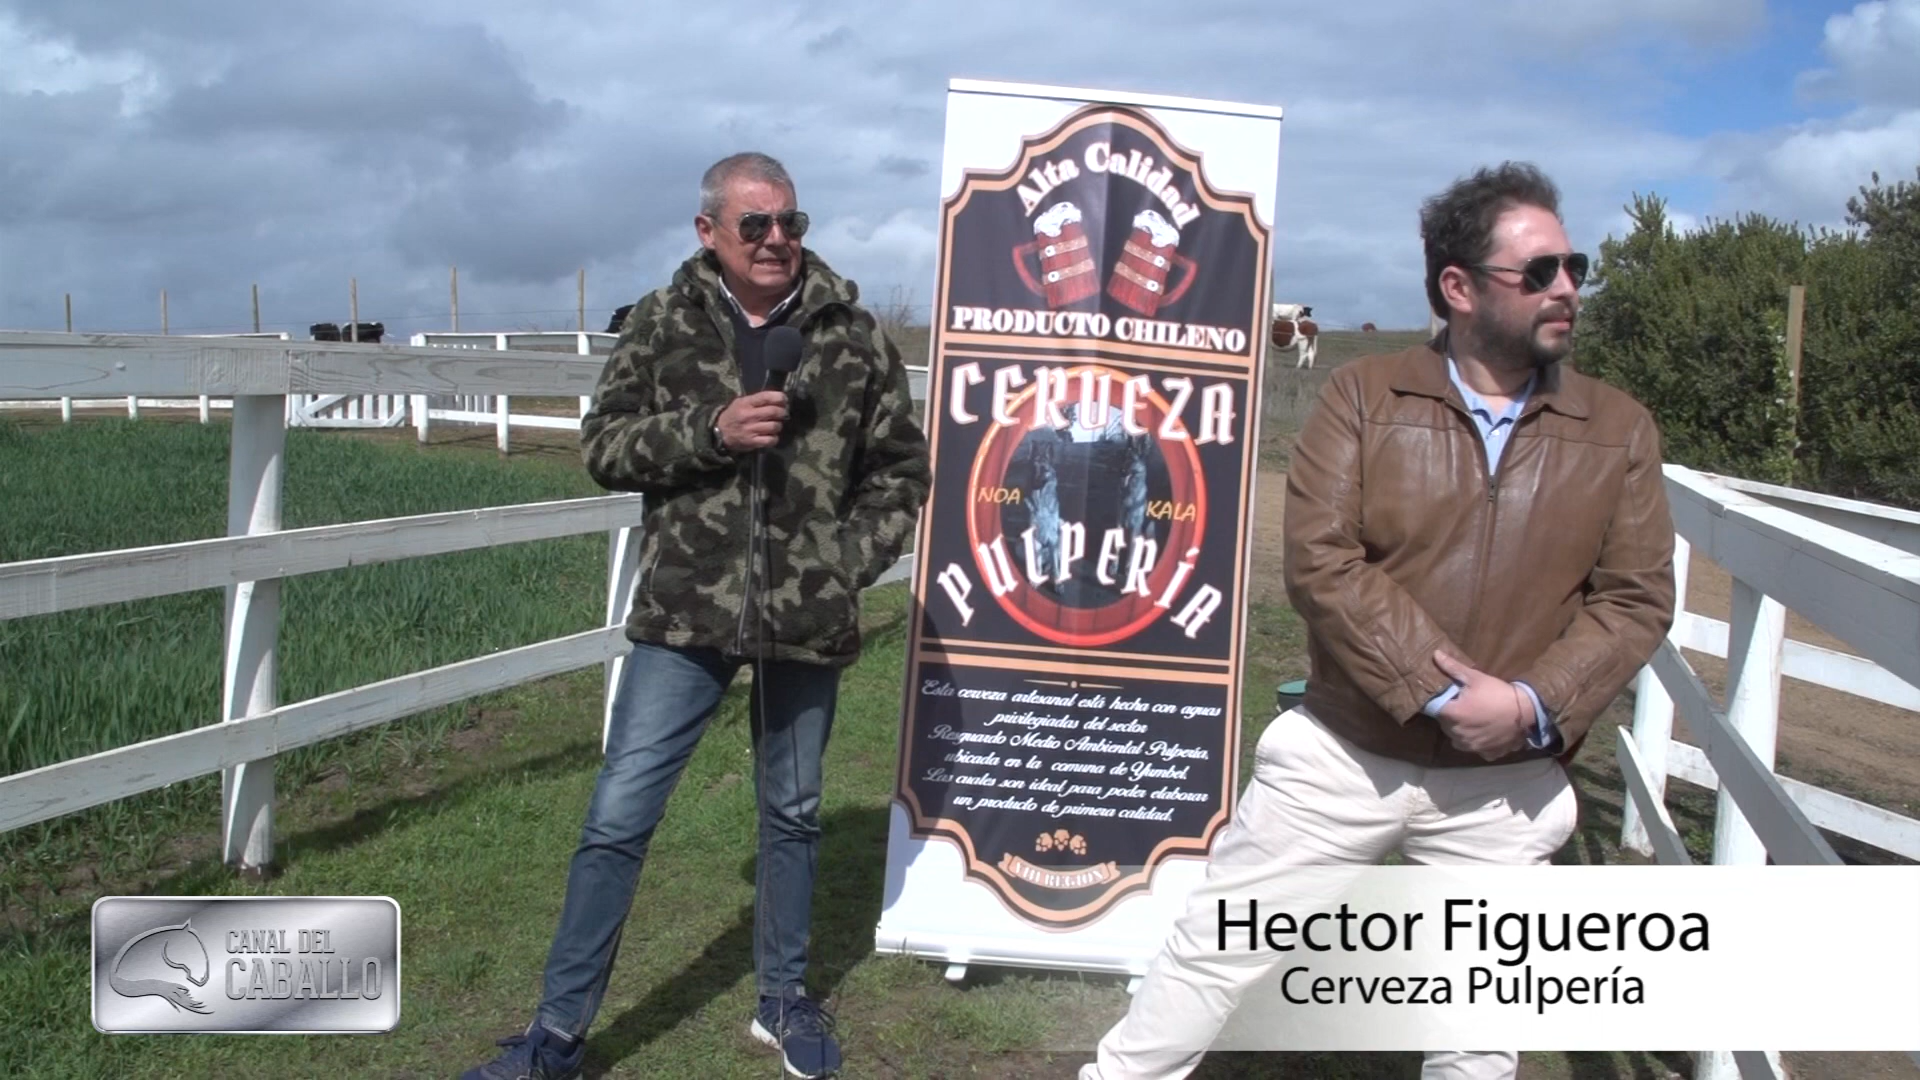 Alta Calidad
PRODUCTO CHILENO
CERVEZA
NOA
KALA
PULPERÍA
Esta cerveza artesanal está hecha con aguas
privilegiadas del sector
Resguardo Medio Ambiental Pulpería,
ubicada en la comuna de Yumbel.
Las cuales son ideal para poder elaborar
un producto de primera calidad.
VIII REGION
CANAL DEL
CABALLO
Hector Figueroa
Cerveza Pulpería